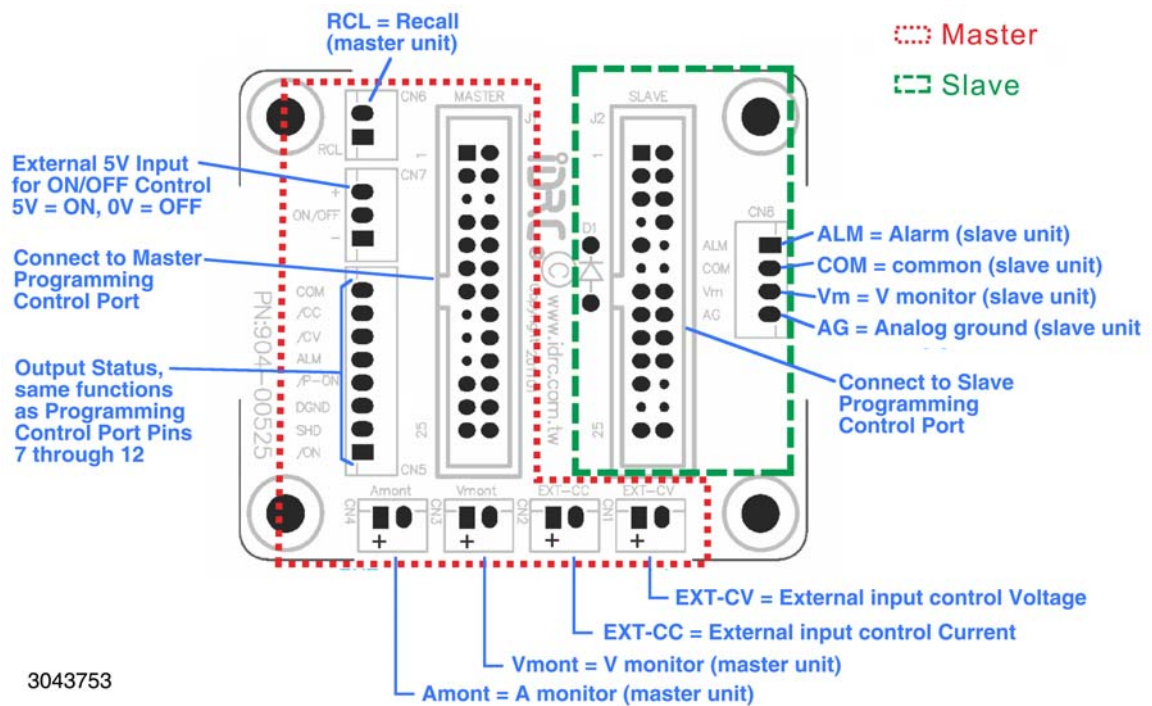 RCL = Recall
(master unit)
Master
Slave
CN6
RCL
MASTER
J
1
25
SLAVE
J2
1
25
External 5V Input
for ON/OFF Control
5V = ON, 0V = OFF
CN7
+
ON/OFF
-
Connect to Master
Programming
Control Port
COM
/CC
/CV
ALM
/P-ON
DGND
SHD
/ON
CN5
Output Status,
same functions
as Programming
Control Port Pins
7 through 12
PN:904-00525
iDRC
©
www.idrc.com.tw
D1
CN8
ALM
COM
Vm
AG
ALM = Alarm (slave unit)
COM = common (slave unit)
Vm = V monitor (slave unit)
AG = Analog ground (slave unit
Connect to Slave
Programming
Control Port
Amont
CN4
+
Vmont
CN3
+
EXT-CC
CN2
+
EXT-CV
CN1
+
EXT-CV = External input control Voltage
EXT-CC = External input control Current
Vmont = V monitor (master unit)
Amont = A monitor (master unit)
3043753